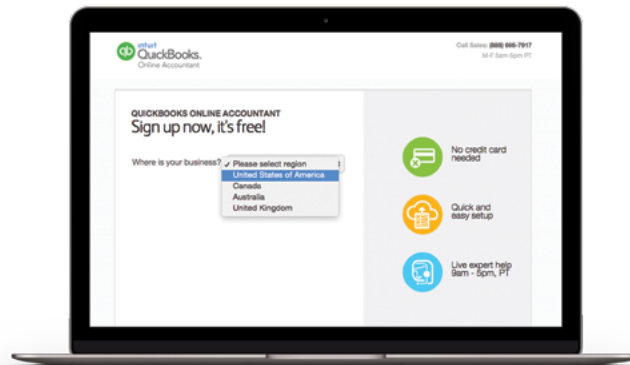 intuit
QuickBooks.
Online Accountant
Call Sales: (888) 666-7917
M-F 5am-6pm PT
QUICKBOOKS ONLINE ACCOUNTANT
Sign up now, it's free!
Where is your business?
✓ Please select region
United States of America
Canada
Australia
United Kingdom
No credit card
needed
Quick and
easy setup
Live expert help
9am - 5pm, PT